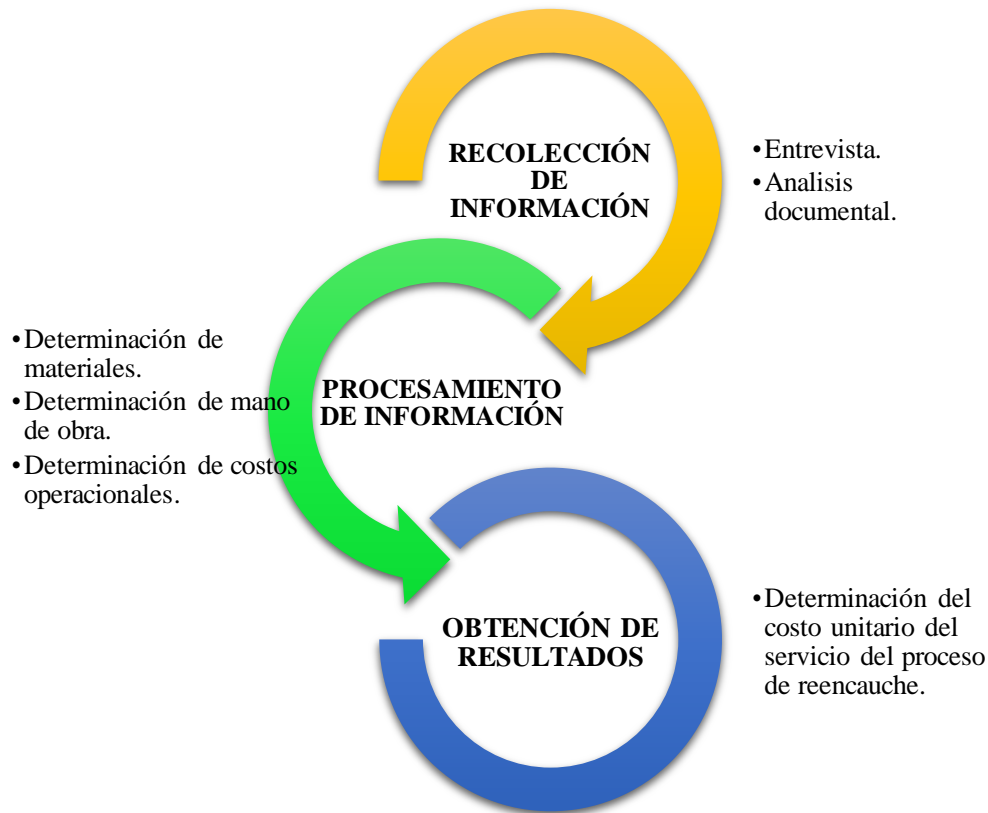 RECOLECCIÓN
DE
INFORMACIÓN
•Entrevista.
•Analisis
documental.
•Determinación de
materiales.
•Determinación de mano
de obra.
•Determinación de costos
operacionales.
PROCESAMIENTO
DE INFORMACIÓN
OBTENCIÓN DE
RESULTADOS
•Determinación del
costo unitario del
servicio del proceso
de reencauche.